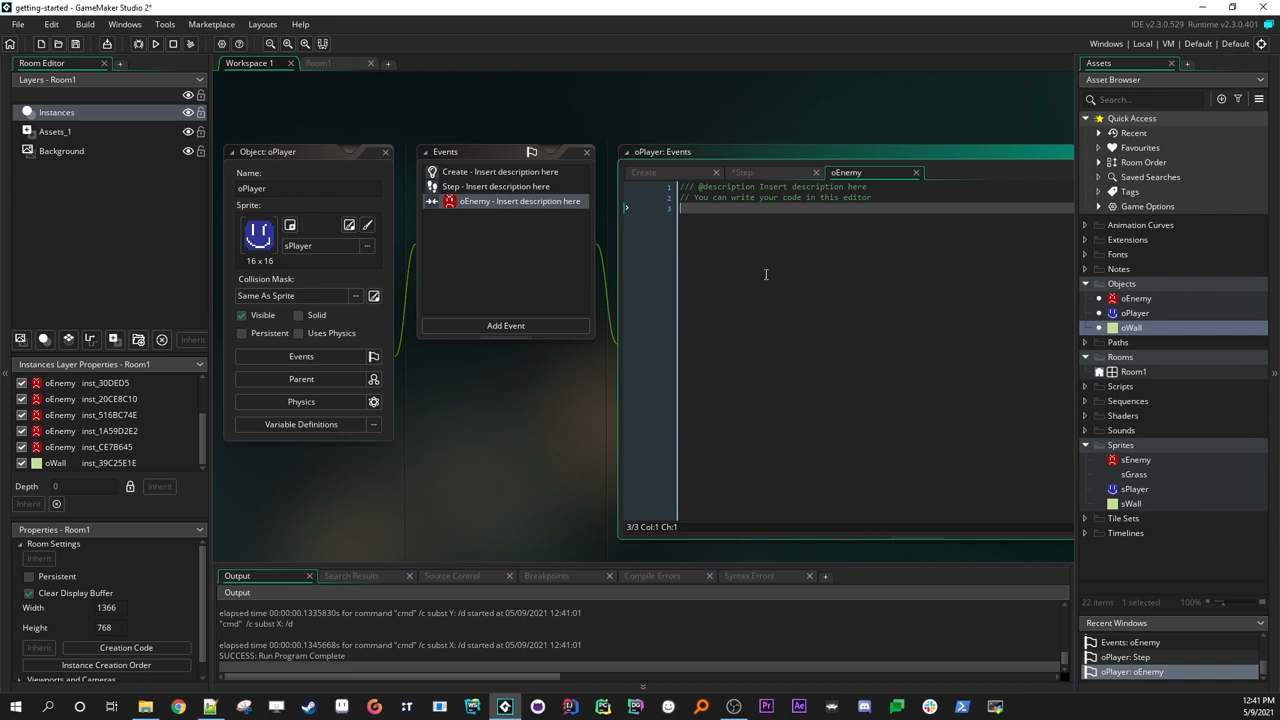 getting-started - GameMaker Studio 2*
File Edit Build Windows Tools Marketplace Layouts Help
IDE v2.3.0.529 Runtime v2.3.0.401
Windows | Local | VM | Default | Default
Room Editor
Workspace 1
Room1
Assets
Layers - Room1
Asset Browser
Search...
Instances
Assets_1
Background
Inherit
Object: oPlayer
Name:
oPlayer
Sprite:
sPlayer
16 x 16
Collision Mask:
Same As Sprite
Visible
Solid
Persistent
Uses Physics
Events
Parent
Physics
Variable Definitions
Events
Create - Insert description here
Step - Insert description here
oEnemy - Insert description here
Add Event
oPlayer: Events
Create
*Step
oEnemy
1 /// @description Insert description here
2 // You can write your code in this editor
3
3/3 Col:1 Ch:1
Quick Access
Recent
Favourites
Room Order
Saved Searches
Tags
Game Options
Animation Curves
Extensions
Fonts
Notes
Objects
oEnemy
oPlayer
oWall
Paths
Rooms
Room1
Scripts
Sequences
Shaders
Sounds
Sprites
sEnemy
sGrass
sPlayer
sWall
Tile Sets
Timelines
22 items 1 selected 100%
Recent Windows
Events: oEnemy
oPlayer: Step
oPlayer: oEnemy
Instances Layer Properties - Room1
oEnemy inst_30DED5
oEnemy inst_20CE8C10
oEnemy inst_516BC74E
oEnemy inst_1A59D2E2
oEnemy inst_CE7B645
oWall inst_39C25E1E
Depth 0 Inherit
Inherit
Properties - Room1
Room Settings
Inherit
Persistent
Clear Display Buffer
Width 1366
Height 768
Inherit Creation Code
Instance Creation Order
Viewports and Cameras
Output
Search Results
Source Control
Breakpoints
Compile Errors
Syntax Errors
Output
elapsed time 00:00:00.1335830s for command "cmd" /c subst Y: /d started at 05/09/2021 12:41:01
"cmd" /c subst X: /d
elapsed time 00:00:00.1345668s for command "cmd" /c subst X: /d started at 05/09/2021 12:41:01
SUCCESS: Run Program Complete
12:41 PM
5/9/2021